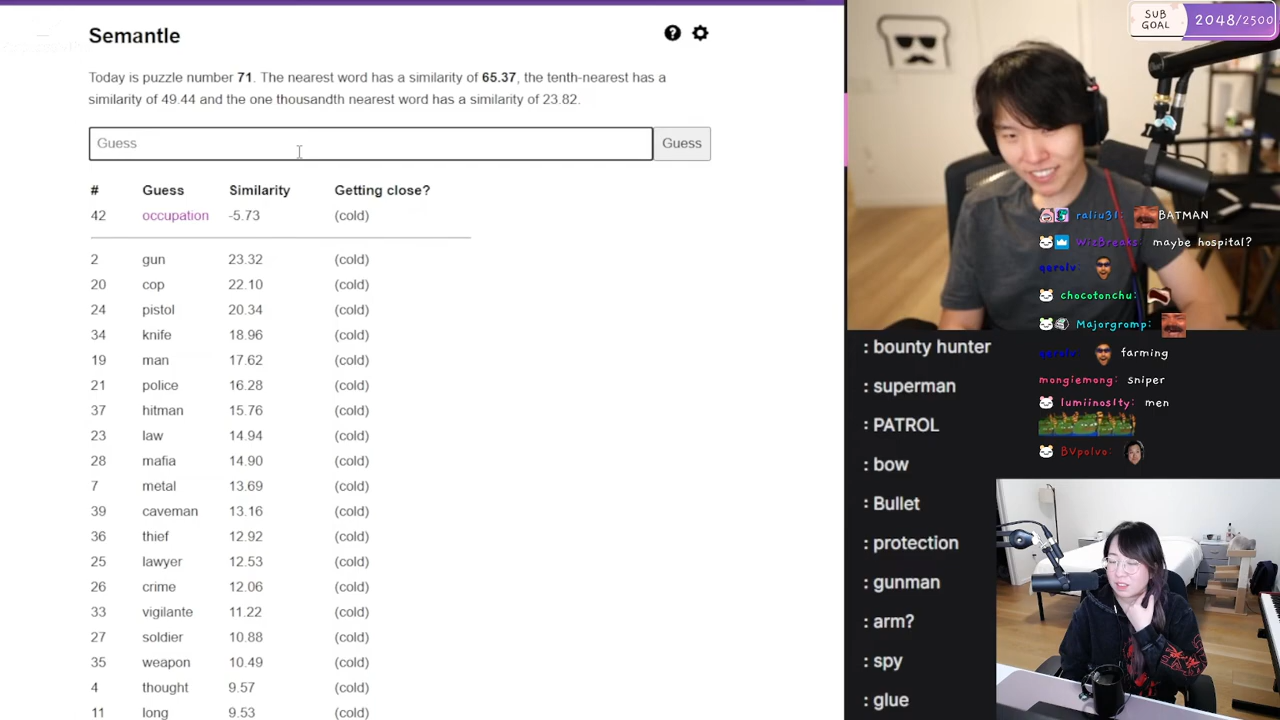 Semantle
Today is puzzle number 71. The nearest word has a similarity of 65.37, the tenth-nearest has a
similarity of 49.44 and the one thousandth nearest word has a similarity of 23.82.
Guess Guess
# Guess Similarity Getting close?
42 occupation -5.73 (cold)
2 gun 23.32 (cold)
20 cop 22.10 (cold)
24 pistol 20.34 (cold)
34 knife 18.96 (cold)
19 man 17.62 (cold)
21 police 16.28 (cold)
37 hitman 15.76 (cold)
23 law 14.94 (cold)
28 mafia 14.90 (cold)
7 metal 13.69 (cold)
39 caveman 13.16 (cold)
36 thief 12.92 (cold)
25 lawyer 12.53 (cold)
26 crime 12.06 (cold)
33 vigilante 11.22 (cold)
27 soldier 10.88 (cold)
35 weapon 10.49 (cold)
4 thought 9.57 (cold)
11 long 9.53 (cold)
SUB
GOAL
2048/2500
raliu31: BATMAN
WizBreaks: maybe hospital?
chocotonchu:
Majorgromp:
farming
mongiemong: sniper
lumiinos1ty: men
BVpolvo:
: bounty hunter
: superman
: PATROL
: bow
: Bullet
: protection
: gunman
: arm?
: spy
: glue